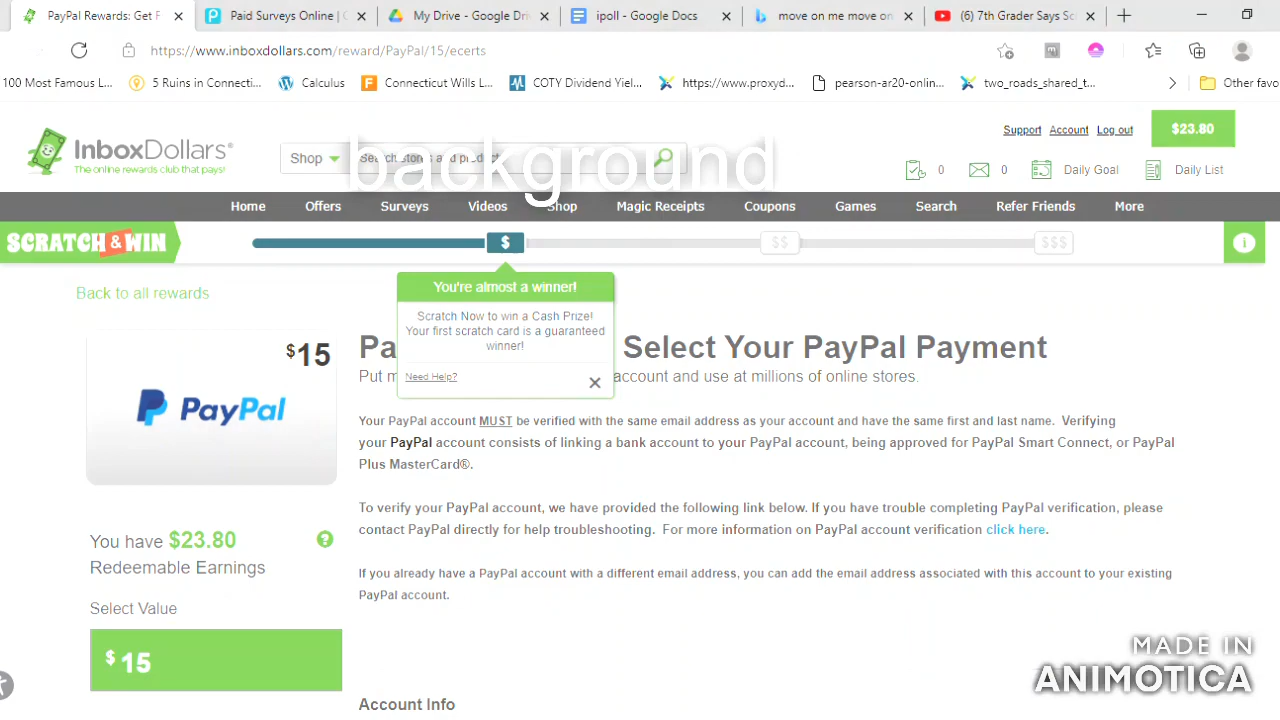 PayPal Rewards: Get F
Paid Surveys Online | C
My Drive - Google Dri
ipoll - Google Docs
move on me move on
(6) 7th Grader Says Sc
https://www.inboxdollars.com/reward/PayPal/15/ecerts
100 Most Famous L...
5 Ruins in Connecti...
Calculus
Connecticut Wills L...
COTY Dividend Yiel...
https://www.proxyd...
pearson-ar20-online...
two_roads_shared_t...
Other favo
Support Account Log out
$23.80
InboxDollars®
The online rewards club that pays!
Shop
Search stores and product
background
0
0
Daily Goal
Daily List
Home Offers Surveys Videos Shop Magic Receipts Coupons Games Search Refer Friends More
SCRATCH & WIN
$
$$
$$$
Back to all rewards
You're almost a winner!
Scratch Now to win a Cash Prize!
Your first scratch card is a guaranteed
winner!
Need Help?
$15
PayPal
Pa Select Your PayPal Payment
Put m account and use at millions of online stores.
Your PayPal account MUST be verified with the same email address as your account and have the same first and last name. Verifying
your PayPal account consists of linking a bank account to your PayPal account, being approved for PayPal Smart Connect, or PayPal
Plus MasterCard®.
To verify your PayPal account, we have provided the following link below. If you have trouble completing PayPal verification, please
contact PayPal directly for help troubleshooting. For more information on PayPal account verification click here.
If you already have a PayPal account with a different email address, you can add the email address associated with this account to your existing
PayPal account.
You have $23.80
Redeemable Earnings
Select Value
$15
Account Info
MADE IN
ANIMOTICA